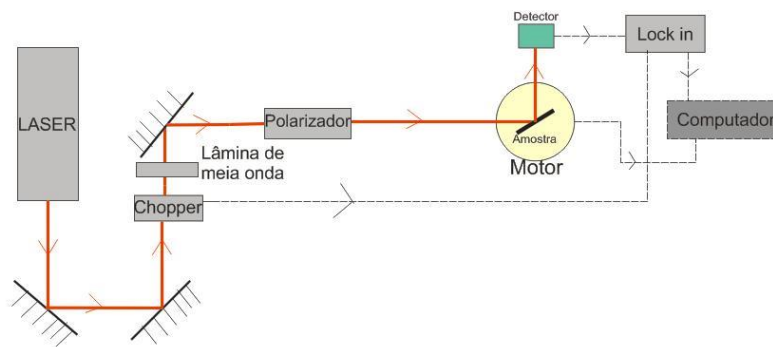 Detector
Lock in
LASER
Polarizador
Computador
Amostra
Lâmina de
meia onda
Motor
Chopper